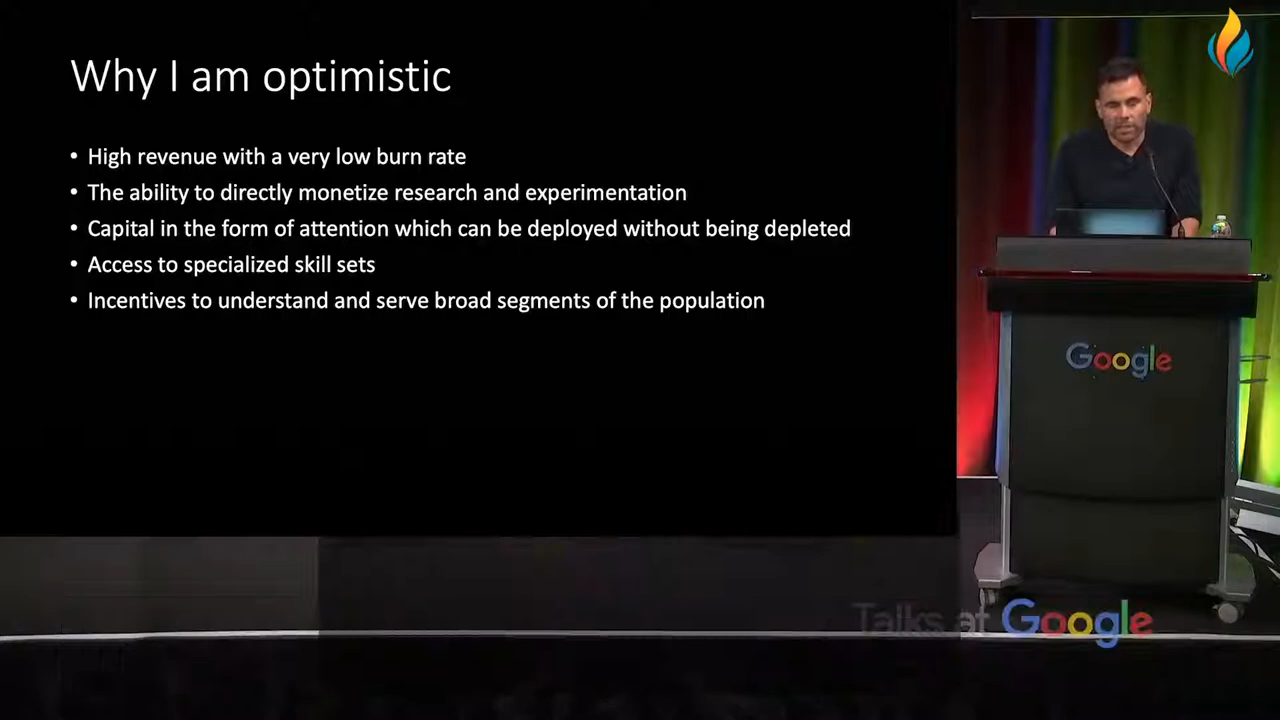 Why I am optimistic
• High revenue with a very low burn rate
• The ability to directly monetize research and experimentation
• Capital in the form of attention which can be deployed without being depleted
• Access to specialized skill sets
• Incentives to understand and serve broad segments of the population
Google
Talks at Google